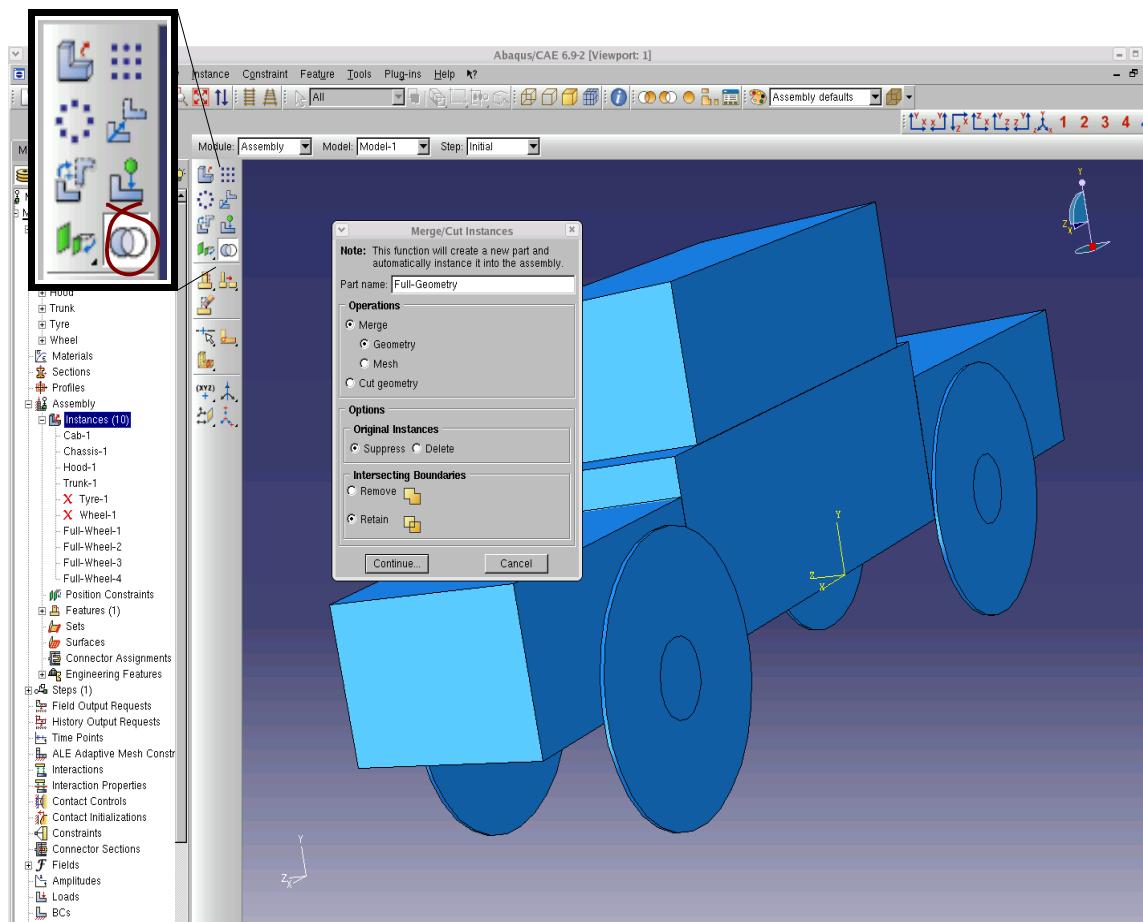 Abaqus/CAE 6.9-2 [Viewport: 1]
nstance Constraint Feature Tools Plug-ins Help
All
Assembly defaults
1 2 3 4
M
Module: Assembly Model: Model-1 Step: Initial
Merge/Cut Instances
Note: This function will create a new part and
automatically instance it into the assembly.
Part name: Full-Geometry
Operations
Merge
Geometry
Mesh
Cut geometry
Options
Original Instances
Suppress Delete
Intersecting Boundaries
Remove
Retain
Continue... Cancel
Hood
Trunk
Tyre
Wheel
Materials
Sections
Profiles
Assembly
Instances (10)
Cab-1
Chassis-1
Hood-1
Trunk-1
X Tyre-1
X Wheel-1
Full-Wheel-1
Full-Wheel-2
Full-Wheel-3
Full-Wheel-4
Position Constraints
Features (1)
Sets
Surfaces
Connector Assignments
Engineering Features
Steps (1)
Field Output Requests
History Output Requests
Time Points
ALE Adaptive Mesh Constr
Interactions
Interaction Properties
Contact Controls
Contact Initializations
Constraints
Connector Sections
Fields
Amplitudes
Loads
BCs
(XYZ)
Y
Z
X
Y
Z
X
Y
Z
X